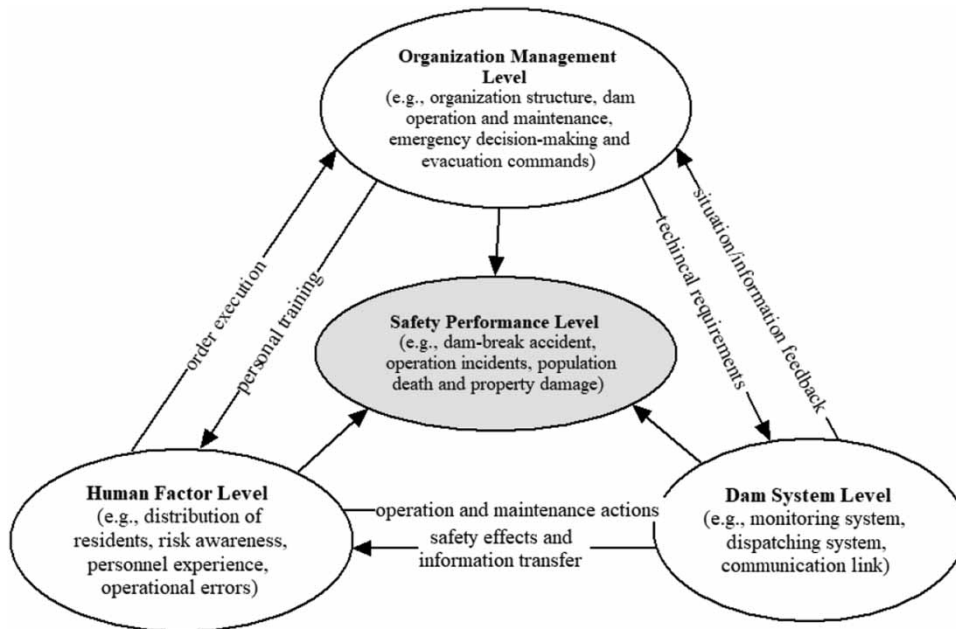 Organization Management
Level
(e.g., organization structure, dam
operation and maintenance,
emergency decision-making and
evacuation commands)
order execution
personal training
techincal requirements
situation/information feedback
Safety Performance Level
(e.g., dam-break accident,
operation incidents, population
death and property damage)
Human Factor Level
(e.g., distribution of
residents, risk awareness,
personnel experience,
operational errors)
operation and maintenance actions
safety effects and
information transfer
Dam System Level
(e.g., monitoring system,
dispatching system,
communication link)